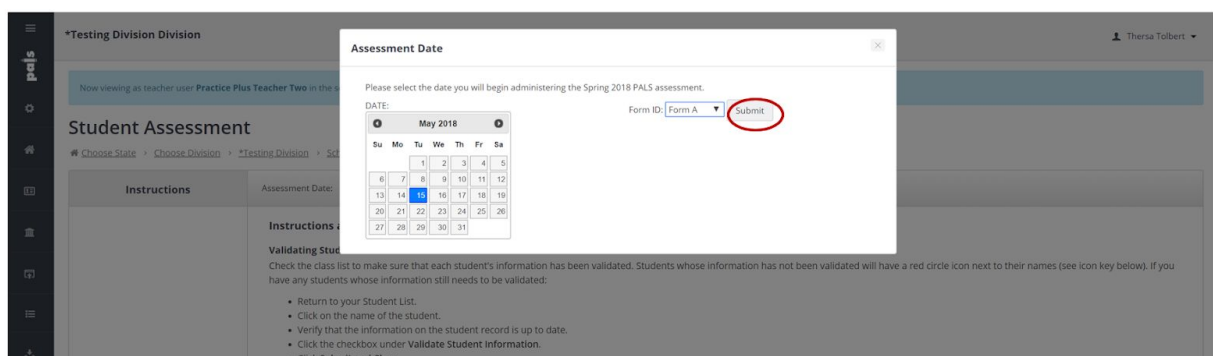 pals
*Testing Division Division
Thersa Tolbert
Now viewing as teacher user Practice Plus Teacher Two in the s
Student Assessment
Choose State > Choose Division > *Testing Division > Sch
Instructions
Assessment Date:
Assessment Date
Please select the date you will begin administering the Spring 2018 PALS assessment.
DATE:
Form ID: Form A Submit
May 2018
Su Mo Tu We Th Fr Sa
1 2 3 4 5
6 7 8 9 10 11 12
13 14 15 16 17 18 19
20 21 22 23 24 25 26
27 28 29 30 31
Instructions a
Validating Stud
Check the class list to make sure that each student's information has been validated. Students whose information has not been validated will have a red circle icon next to their names (see icon key below). If you
have any students whose information still needs to be validated:
• Return to your Student List.
• Click on the name of the student.
• Verify that the information on the student record is up to date.
• Click the checkbox under Validate Student Information.